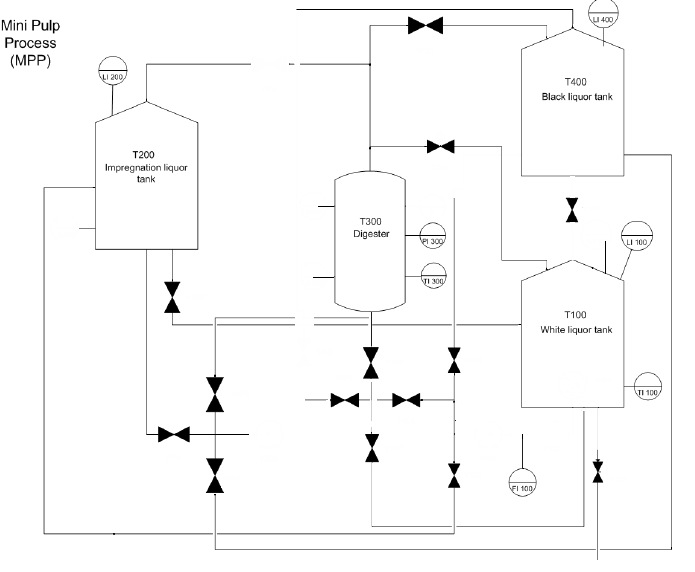 Mini Pulp
Process
(MPP)
LI 400
LI 200
T400
Black liquor tank
T200
Impregnation liquor
tank
T300
Digester
PI 300
LI 100
TI 300
T100
White liquor tank
TI 100
FI 100